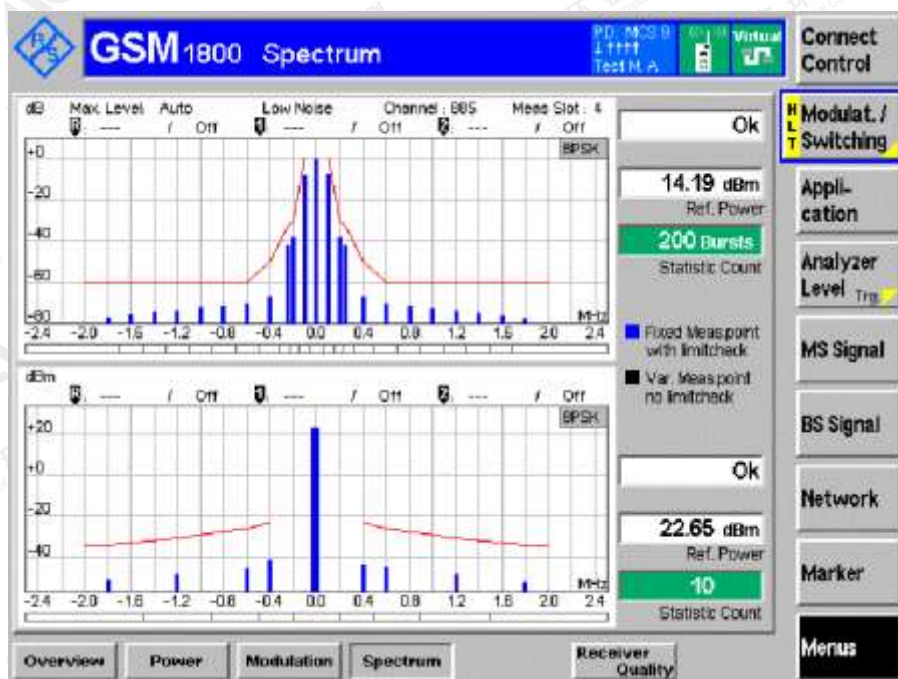 R&S
GSM 1800 Spectrum
PD: MCS 9
Test M. A
Virtual
Connect Control
dB Max. Level Auto Low Noise Channel : 885 Meas Slot : 4
--- / Off --- / Off --- / Off
8PSK
+0
-20
-40
-60
-80
MHz
-2.4 -2.0 -1.6 -1.2 -0.8 -0.4 0.0 0.4 0.8 1.2 1.6 2.0 2.4
Ok
14.19 dBm
Ref. Power
200 Bursts
Statistic Count
Fixed Meas.point
with limitcheck
Var. Meas.point
no limitcheck
dBm
--- / Off --- / Off --- / Off
8PSK
+20
+0
-20
-40
MHz
-2.4 -2.0 -1.6 -1.2 -0.8 -0.4 0.0 0.4 0.8 1.2 1.6 2.0 2.4
Ok
22.65 dBm
Ref. Power
10
Statistic Count
HLT
Modulat. /
Switching
Appli-
cation
Analyzer
Level Trg.
MS Signal
BS Signal
Network
Marker
Menus
Overview
Power
Modulation
Spectrum
Receiver
Quality